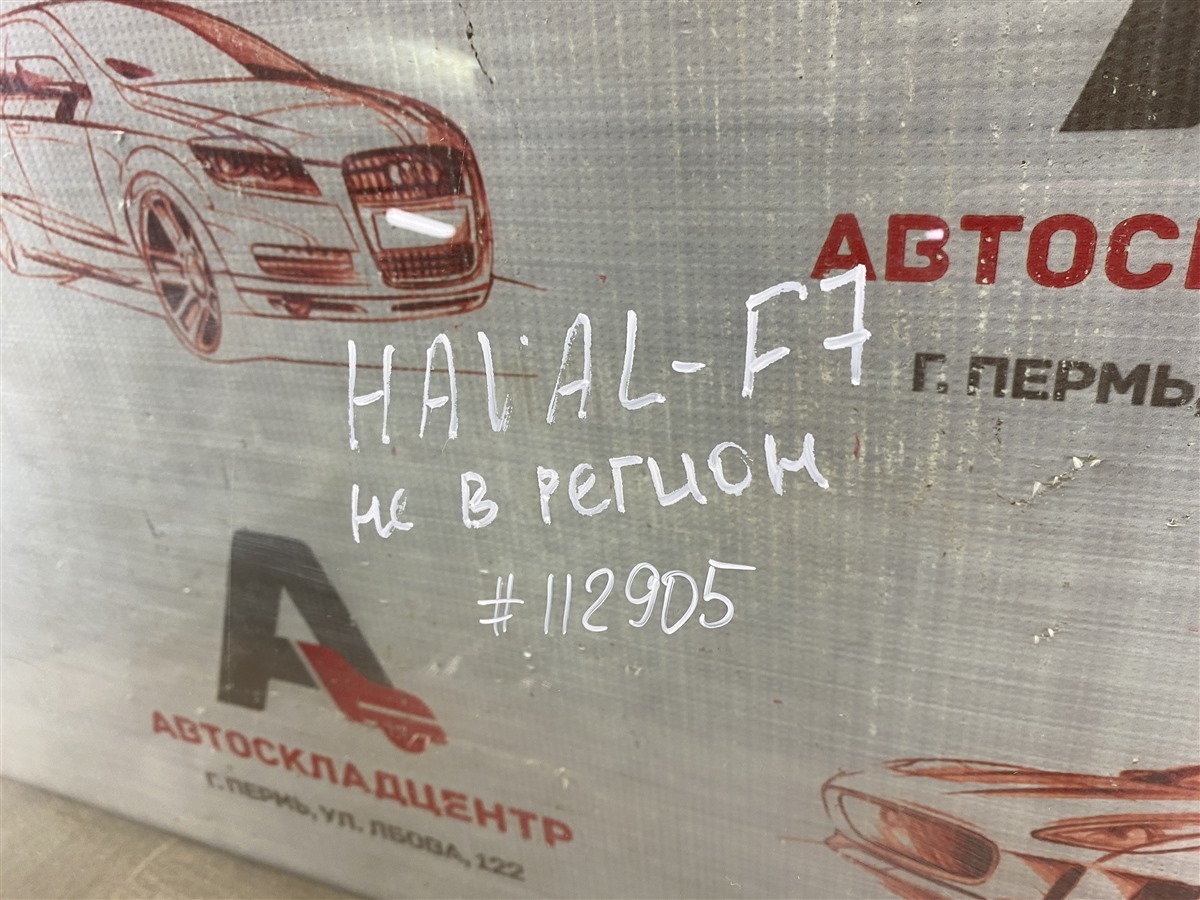 АВТОСК
Г. ПЕРМЬ,
HAVAL-F7
не в регион
#112905
АВТОСКЛАДЦЕНТР
Г. ПЕРМЬ, УЛ. ЛБОВА, 122